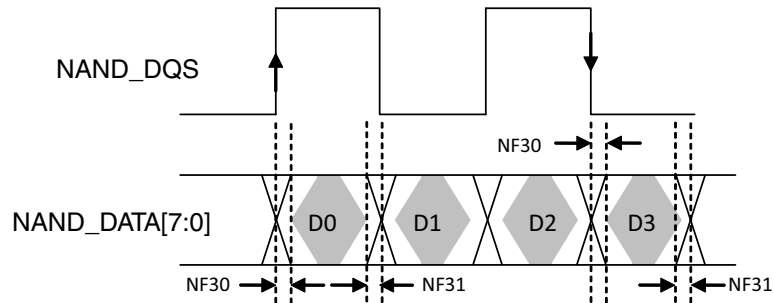 NAND_DQS
NF30
NAND_DATA[7:0]
D0 D1 D2 D3
NF30 NF31 NF31